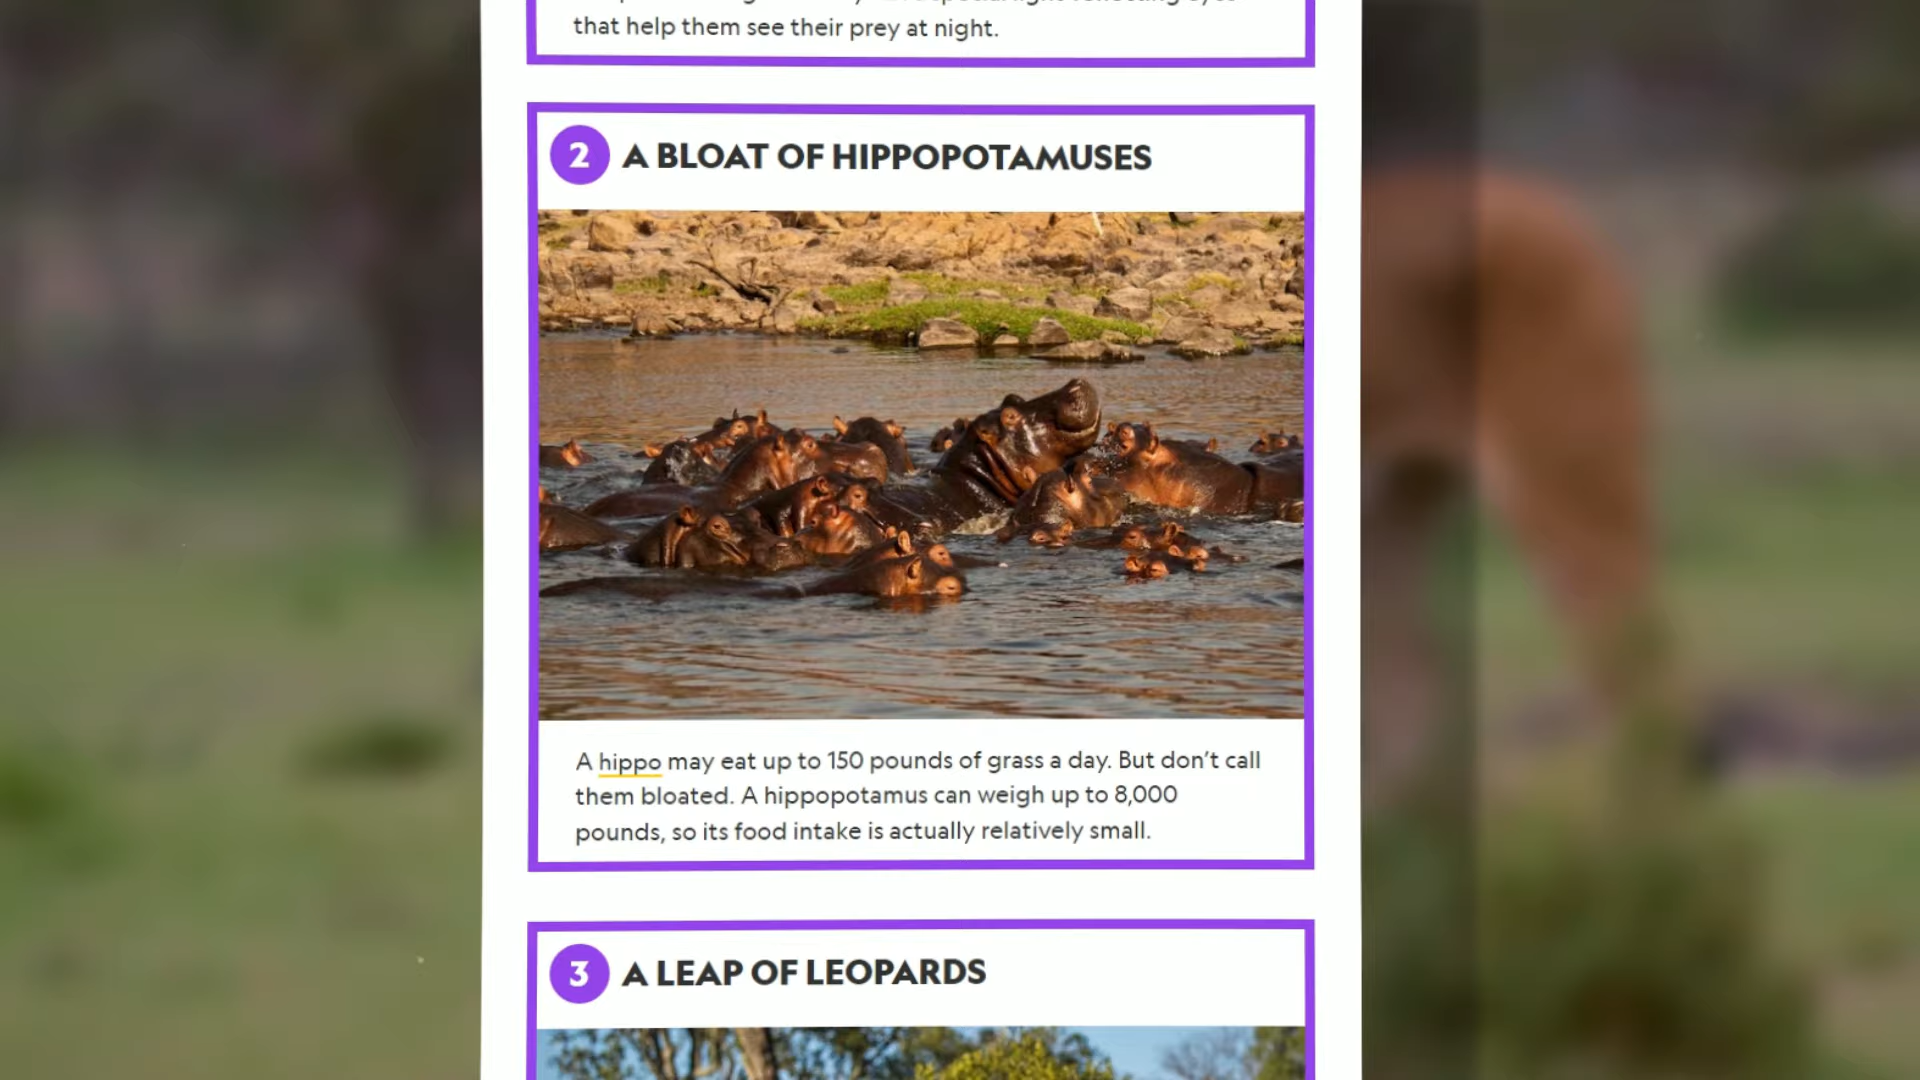 that help them see their prey at night.
2 A BLOAT OF HIPPOPOTAMUSES
A hippo may eat up to 150 pounds of grass a day. But don't call
them bloated. A hippopotamus can weigh up to 8,000
pounds, so its food intake is actually relatively small.
3 A LEAP OF LEOPARDS